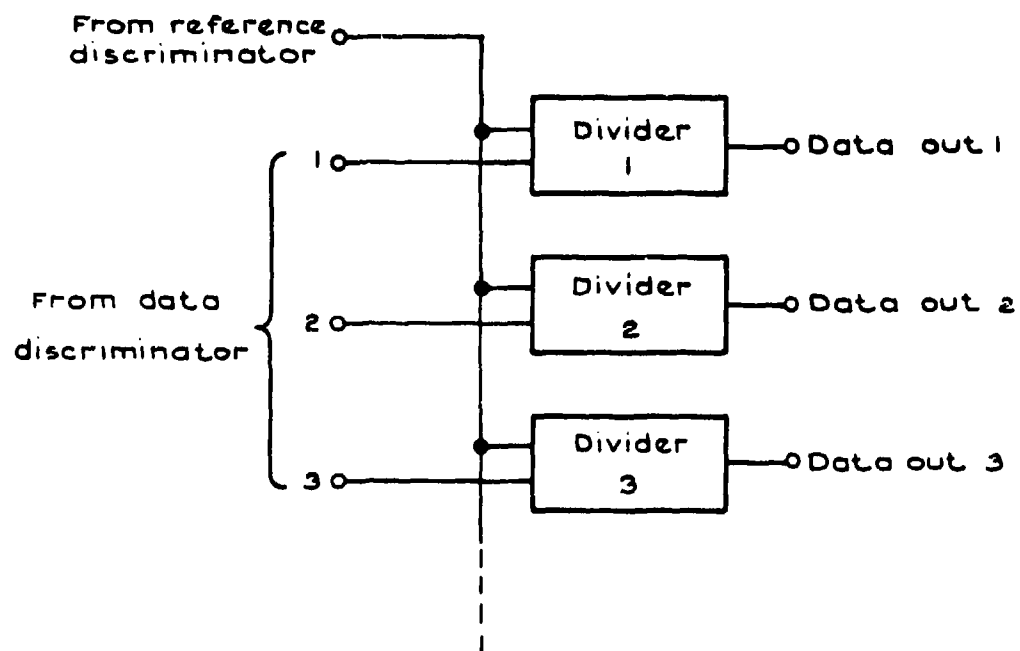 From reference
discriminator
Divider
1
Data out 1
1
Divider
2
Data out 2
2
From data
discriminator
Divider
3
Data out 3
3